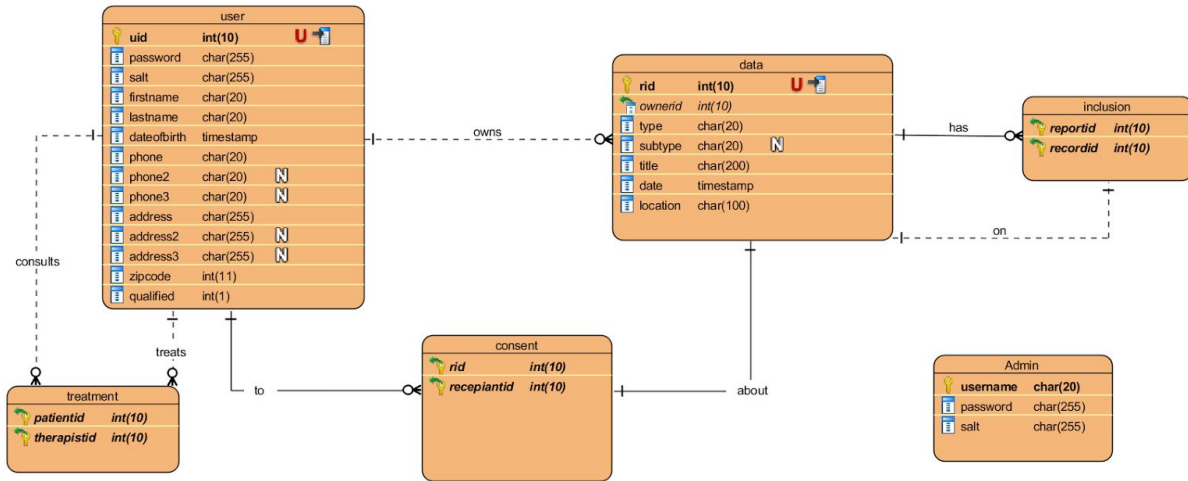 user
uid int(10) U
password char(255)
salt char(255)
firstname char(20)
lastname char(20)
dateofbirth timestamp
phone char(20)
phone2 char(20) N
phone3 char(20) N
address char(255)
address2 char(255) N
address3 char(255) N
zipcode int(11)
qualified int(1)
owns
data
rid int(10) U
ownerid int(10)
type char(20)
subtype char(20) N
title char(200)
date timestamp
location char(100)
has
inclusion
reportid int(10)
recordid int(10)
on
consults
treats
to
about
treatment
patientid int(10)
therapistid int(10)
consent
rid int(10)
recepiantid int(10)
Admin
username char(20)
password char(255)
salt char(255)